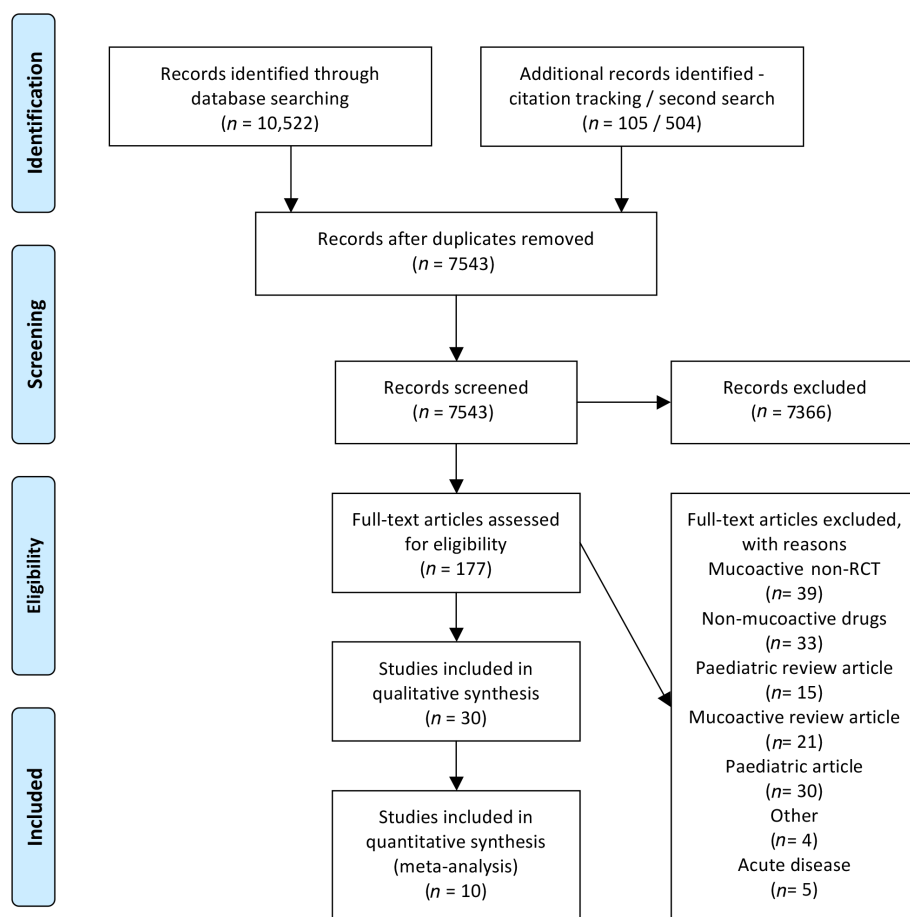 Identification
Records identified through
database searching
(n = 10,522)
Additional records identified -
citation tracking / second search
(n = 105 / 504)
Records after duplicates removed
(n = 7543)
Screening
Records screened
(n = 7543)
Records excluded
(n = 7366)
Eligibility
Full-text articles assessed
for eligibility
(n = 177)
Full-text articles excluded,
with reasons
Mucoactive non-RCT
(n= 39)
Non-mucoactive drugs
(n= 33)
Paediatric review article
(n= 15)
Mucoactive review article
(n= 21)
Paediatric article
(n= 30)
Other
(n= 4)
Acute disease
(n= 5)
Studies included in
qualitative synthesis
(n = 30)
Included
Studies included in
quantitative synthesis
(meta-analysis)
(n = 10)